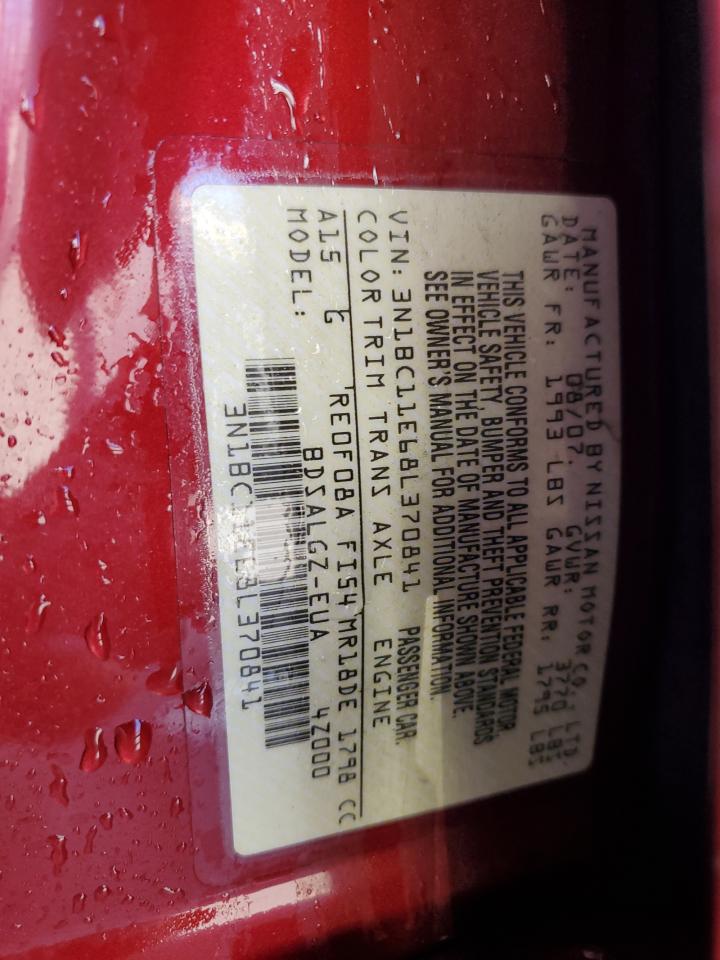 MANUFACTURED BY NISSAN MOTOR CO., LTD.
DATE: 08/07. GVWR: 3770 LBS
GAWR FR: 1993 LBS GAWR RR: 1795 LBS
THIS VEHICLE CONFORMS TO ALL APPLICABLE FEDERAL MOTOR
VEHICLE SAFETY, BUMPER AND THEFT PREVENTION STANDARDS
IN EFFECT ON THE DATE OF MANUFACTURE SHOWN ABOVE.
SEE OWNER'S MANUAL FOR ADDITIONAL INFORMATION.
VIN: 3N1BC11E68L370841 PASSENGER CAR.
COLOR TRIM TRANS AXLE ENGINE
A15 G RE0F08A FI54 MR18DE 1798 CC
MODEL: BDSALGZ-EUA 4Z000
3N1BC11E68L370841